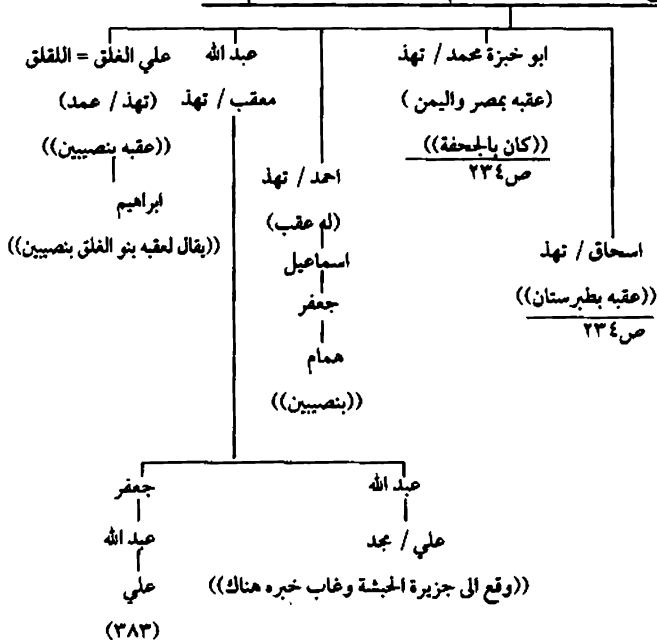 ابو خبزة محمد / تهذ
(عقبه بمصر واليمن )
((كان بالجحفة))
ص٢٣٤
عبد الله
معقب / تهذ
علي الغلق = اللقلق
(تهذ / عمد)
((عقبه بنصيبين))
ابراهيم
((يقال لعقبه بنو الغلق بنصيبين))
اسحاق / تهذ
((عقبه بطبرستان))
ص٢٣٤
احمد / تهذ
(له عقب)
اسماعيل
جعفر
همام
((بنصيبين))
عبد الله
علي / مجد
((وقع الى جزيرة الحبشة وغاب خبره هناك))
جعفر
عبد الله
علي
(٣٨٣)